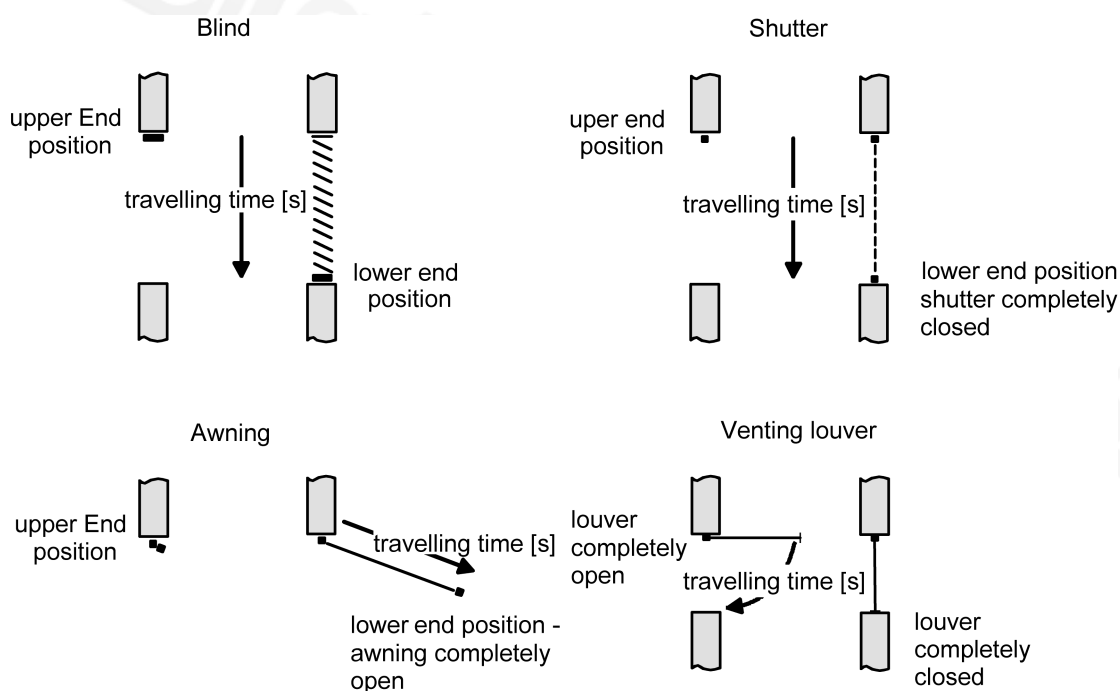 Blind
upper End
position
travelling time [s]
lower end
position
Shutter
uper end
position
travelling time [s]
lower end position
shutter completely
closed
Awning
upper End
position
travelling time [s]
lower end position -
awning completely
open
Venting louver
louver
completely
open
travelling time [s]
louver
completely
closed